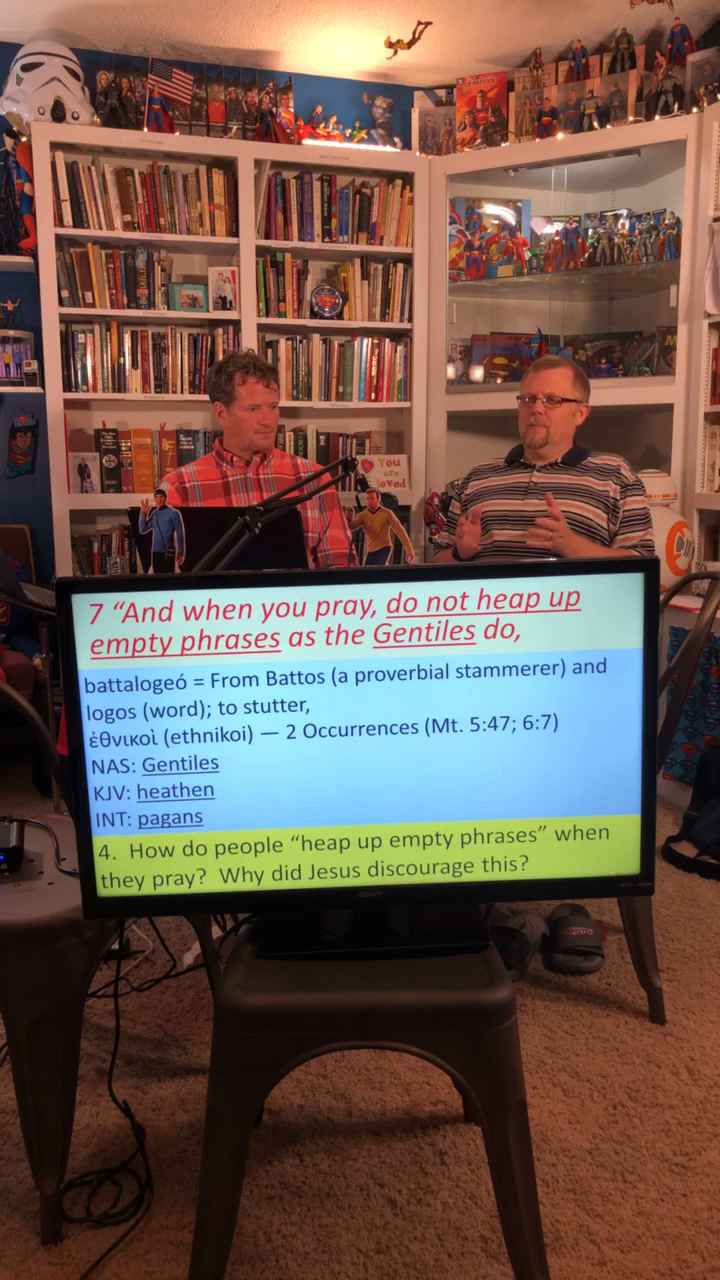 You
are
loved
7 “And when you pray, do not heap up
empty phrases as the Gentiles do,
battalogeó = From Battos (a proverbial stammerer) and
logos (word); to stutter,
ἐθνικοὶ (ethnikoi) — 2 Occurrences (Mt. 5:47; 6:7)
NAS: Gentiles
KJV: heathen
INT: pagans
4. How do people “heap up empty phrases” when
they pray? Why did Jesus discourage this?